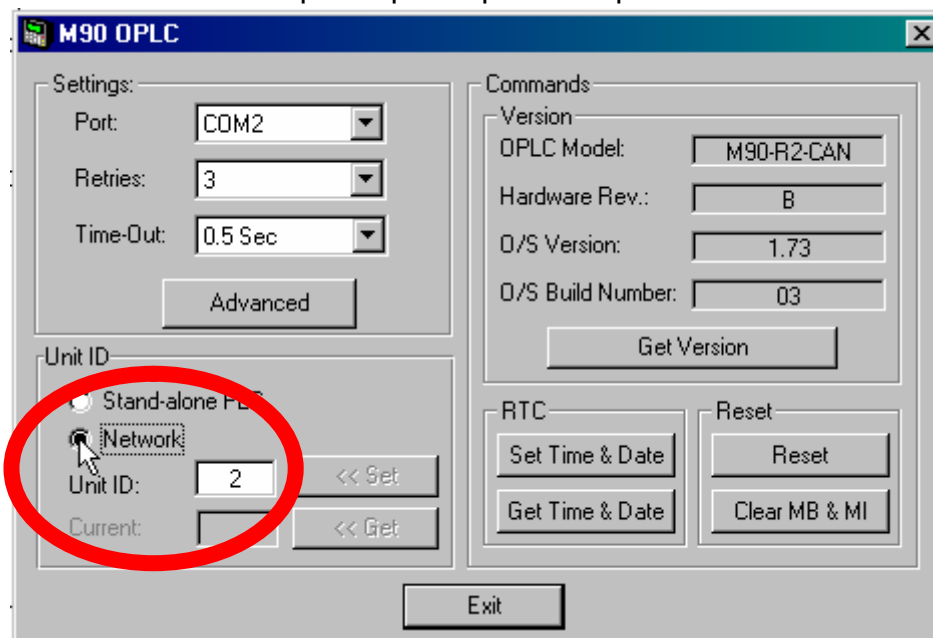 M90 OPLC
Settings:
Port: COM2
Retries: 3
Time-Out: 0.5 Sec
Advanced
Unit ID
Stand-alone
Network
Unit ID: 2
<< Set
Current:
<< Get
Commands
Version
OPLC Model: M90-R2-CAN
Hardware Rev.: B
O/S Version: 1.73
O/S Build Number: 03
Get Version
RTC
Set Time & Date
Get Time & Date
Reset
Reset
Clear MB & MI
Exit